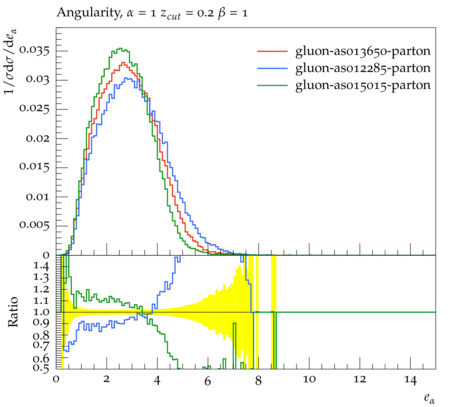 Angularity, α = 1 z_cut = 0.2 β = 1
1/σdσ/de_α
0.035
0.03
0.025
0.02
0.015
0.01
0.005
0
gluon-as013650-parton
gluon-as012285-parton
gluon-as015015-parton
Ratio
1.4
1.3
1.2
1.1
1.0
0.9
0.8
0.7
0.6
0.5
0 2 4 6 8 10 12 14
e_α